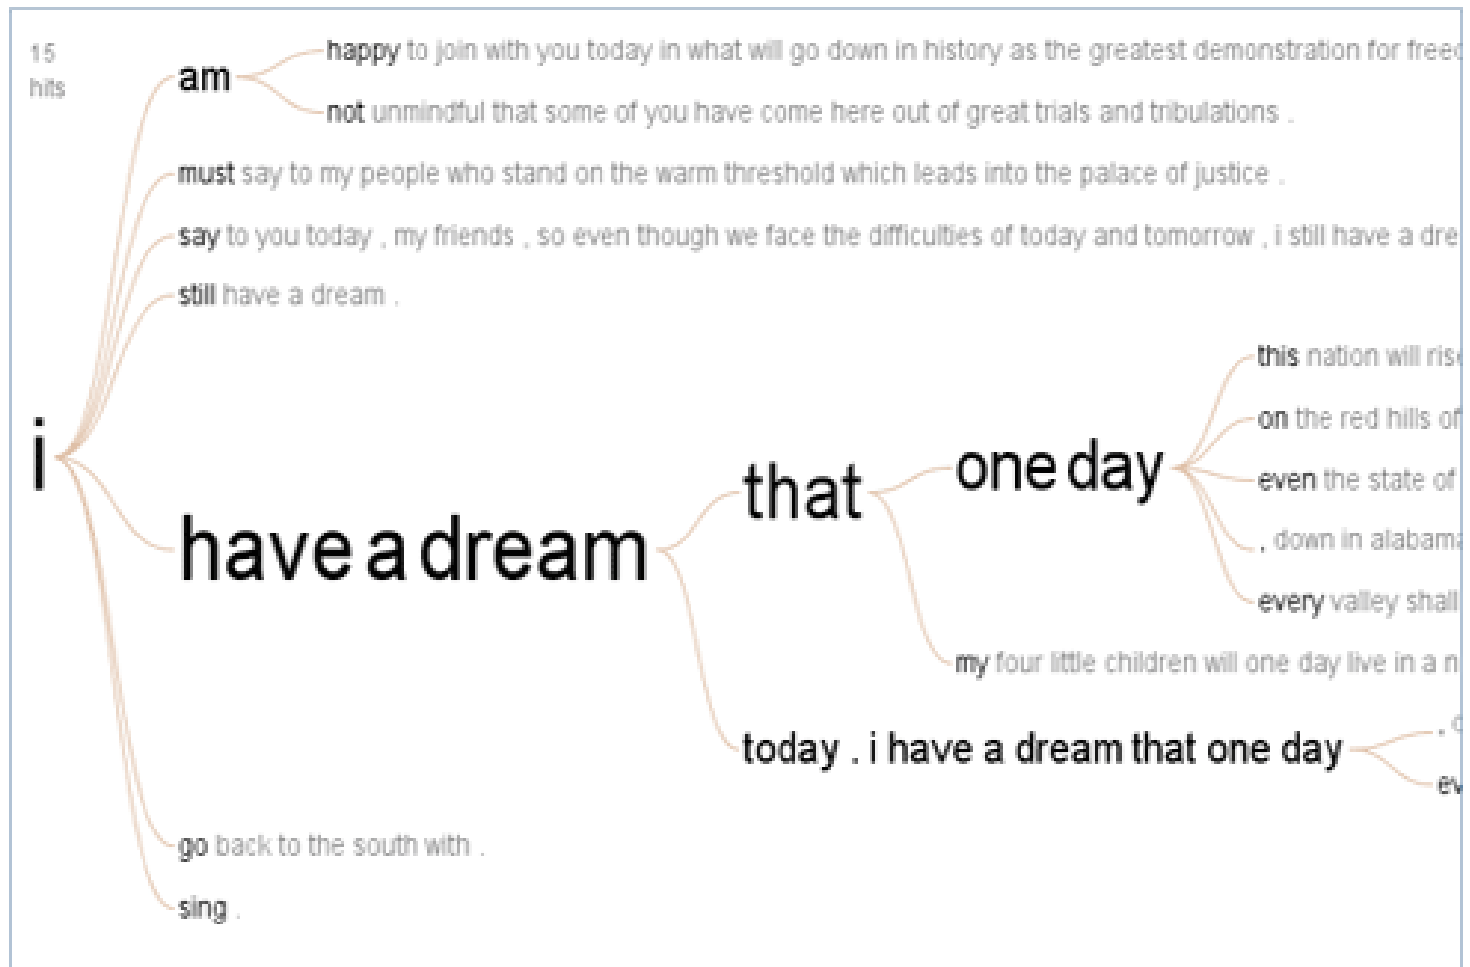 15
hits
i
am
happy to join with you today in what will go down in history as the greatest demonstration for
not unmindful that some of you have come here out of great trials and tribulations .
must say to my people who stand on the warm threshold which leads into the palace of justice .
say to you today , my friends , so even though we face the difficulties of today and tomorrow , i still have a dre
still have a dream .
have a dream
that
one day
this nation will
on the red hills of
even the state of
, down in alabama
every valley shall
my four little children will one day live in a n
today . i have a dream that one day
,
ev
go back to the south with .
sing .